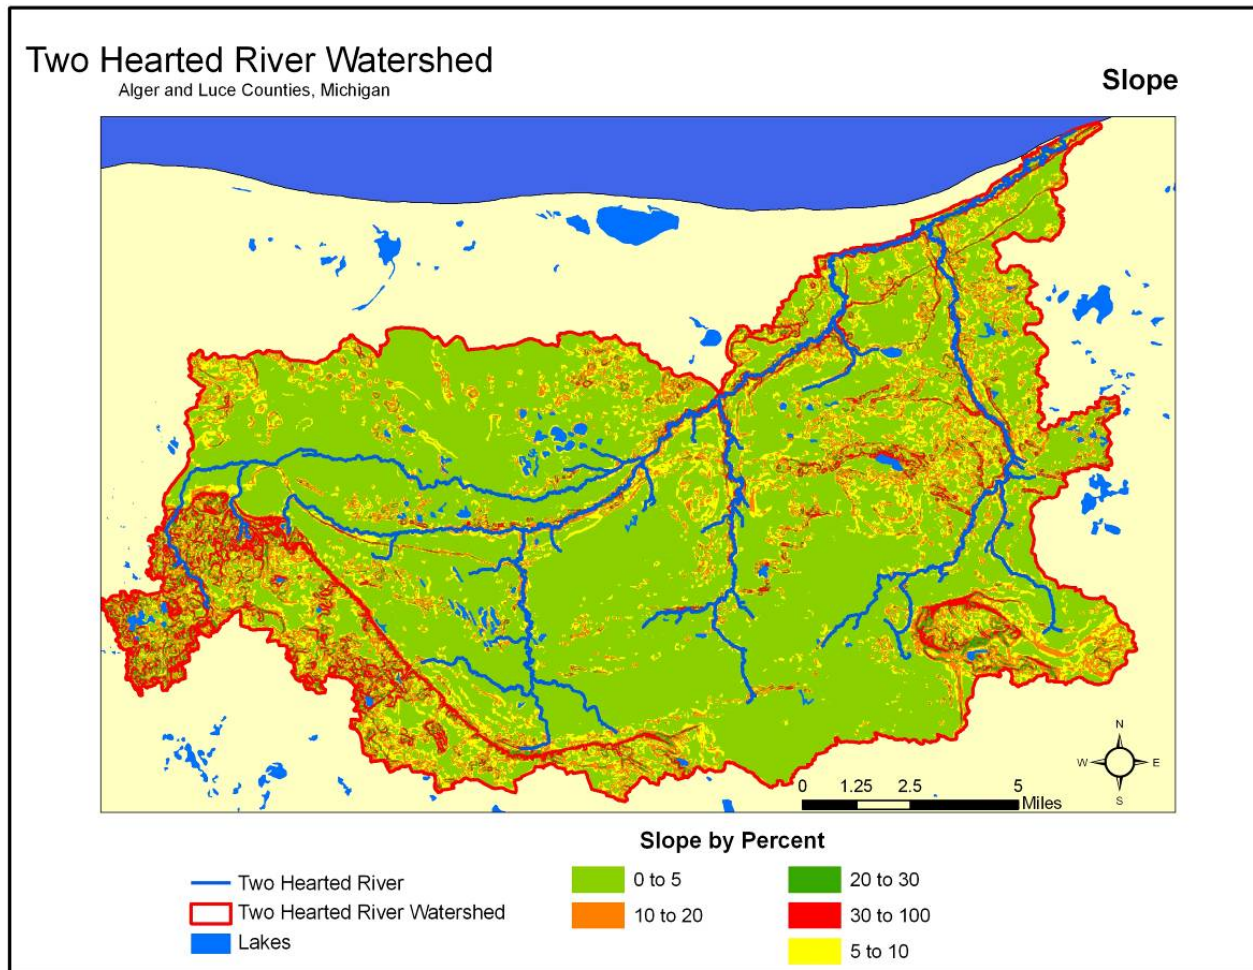 Two Hearted River Watershed
Alger and Luce Counties, Michigan
Slope
N
W E
S
0 1.25 2.5 5
Miles
Slope by Percent
Two Hearted River
Two Hearted River Watershed
Lakes
0 to 5
10 to 20
20 to 30
30 to 100
5 to 10